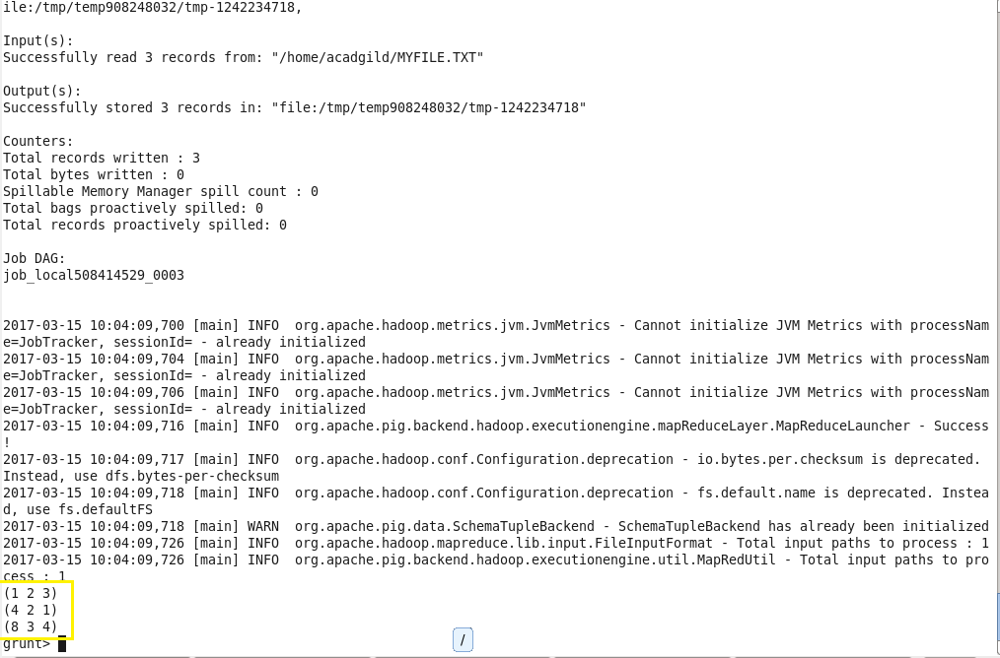 ile:/tmp/temp908248032/tmp-1242234718,
Input(s):
Successfully read 3 records from: "/home/acadgild/MYFILE.TXT"
Output(s):
Successfully stored 3 records in: "file:/tmp/temp908248032/tmp-1242234718"
Counters:
Total records written : 3
Total bytes written : 0
Spillable Memory Manager spill count : 0
Total bags proactively spilled: 0
Total records proactively spilled: 0
Job DAG:
job_local508414529_0003
2017-03-15 10:04:09,700 [main] INFO  org.apache.hadoop.metrics.jvm.JvmMetrics - Cannot initialize JVM Metrics with processNam
e=JobTracker, sessionId= - already initialized
2017-03-15 10:04:09,704 [main] INFO  org.apache.hadoop.metrics.jvm.JvmMetrics - Cannot initialize JVM Metrics with processNam
e=JobTracker, sessionId= - already initialized
2017-03-15 10:04:09,706 [main] INFO  org.apache.hadoop.metrics.jvm.JvmMetrics - Cannot initialize JVM Metrics with processNam
e=JobTracker, sessionId= - already initialized
2017-03-15 10:04:09,716 [main] INFO  org.apache.pig.backend.hadoop.executionengine.mapReduceLayer.MapReduceLauncher - Success
!
2017-03-15 10:04:09,717 [main] INFO  org.apache.hadoop.conf.Configuration.deprecation - io.bytes.per.checksum is deprecated.
Instead, use dfs.bytes-per-checksum
2017-03-15 10:04:09,718 [main] INFO  org.apache.hadoop.conf.Configuration.deprecation - fs.default.name is deprecated. Instea
d, use fs.defaultFS
2017-03-15 10:04:09,718 [main] WARN  org.apache.pig.data.SchemaTupleBackend - SchemaTupleBackend has already been initialized
2017-03-15 10:04:09,726 [main] INFO  org.apache.hadoop.mapreduce.lib.input.FileInputFormat - Total input paths to process : 1
2017-03-15 10:04:09,726 [main] INFO  org.apache.pig.backend.hadoop.executionengine.util.MapRedUtil - Total input paths to pro
cess : 1
(1 2 3)
(4 2 1)
(8 3 4)
grunt>
/